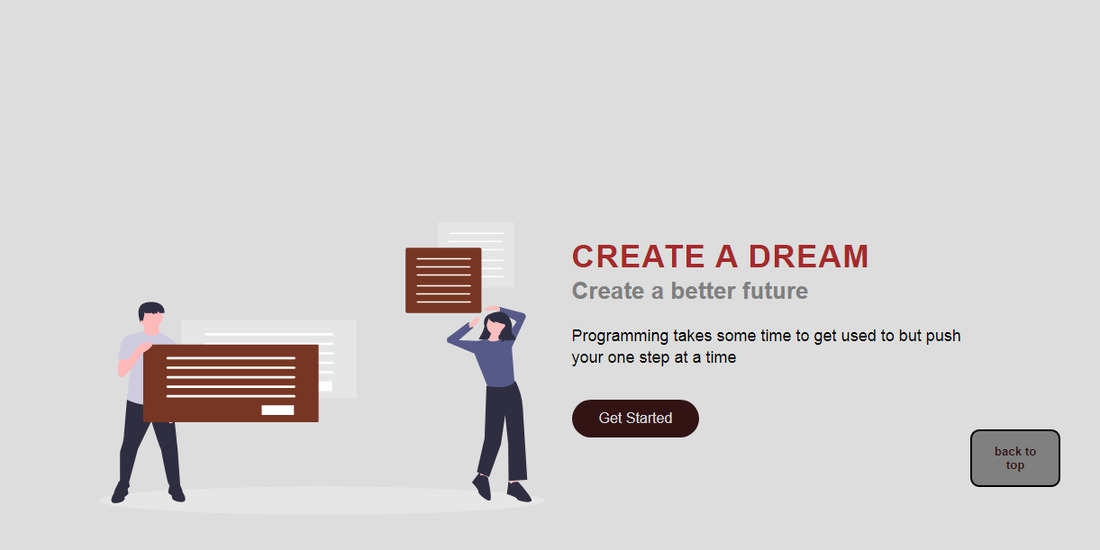 CREATE A DREAM
Create a better future
Programming takes some time to get used to but push
your one step at a time
Get Started
back to
top